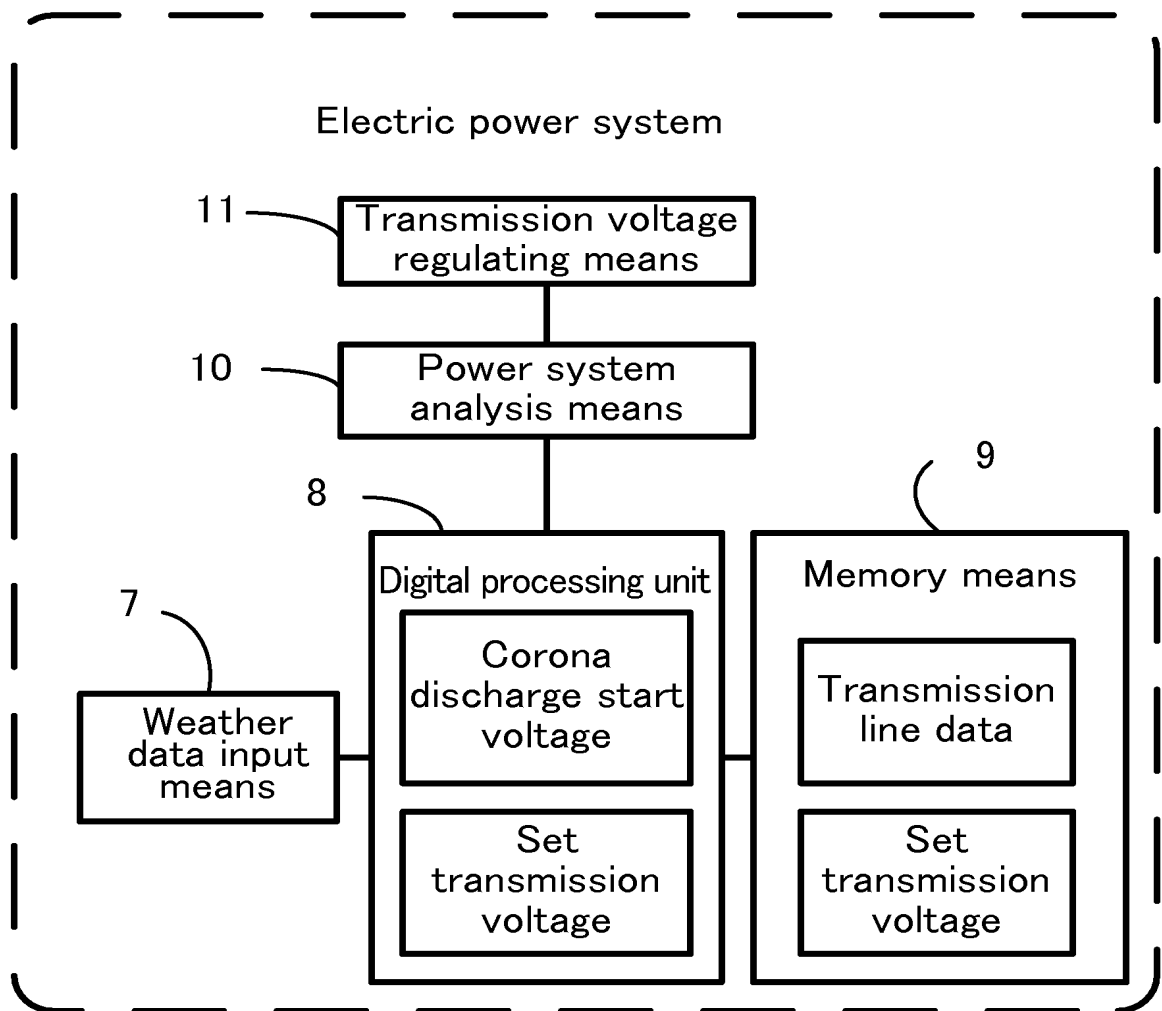 Electric power system
11
Transmission voltage
regulating means
10
Power system
analysis means
8
9
Digital processing unit
Corona
discharge start
voltage
Set
transmission
voltage
Memory means
Transmission
line data
Set
transmission
voltage
7
Weather
data input
means